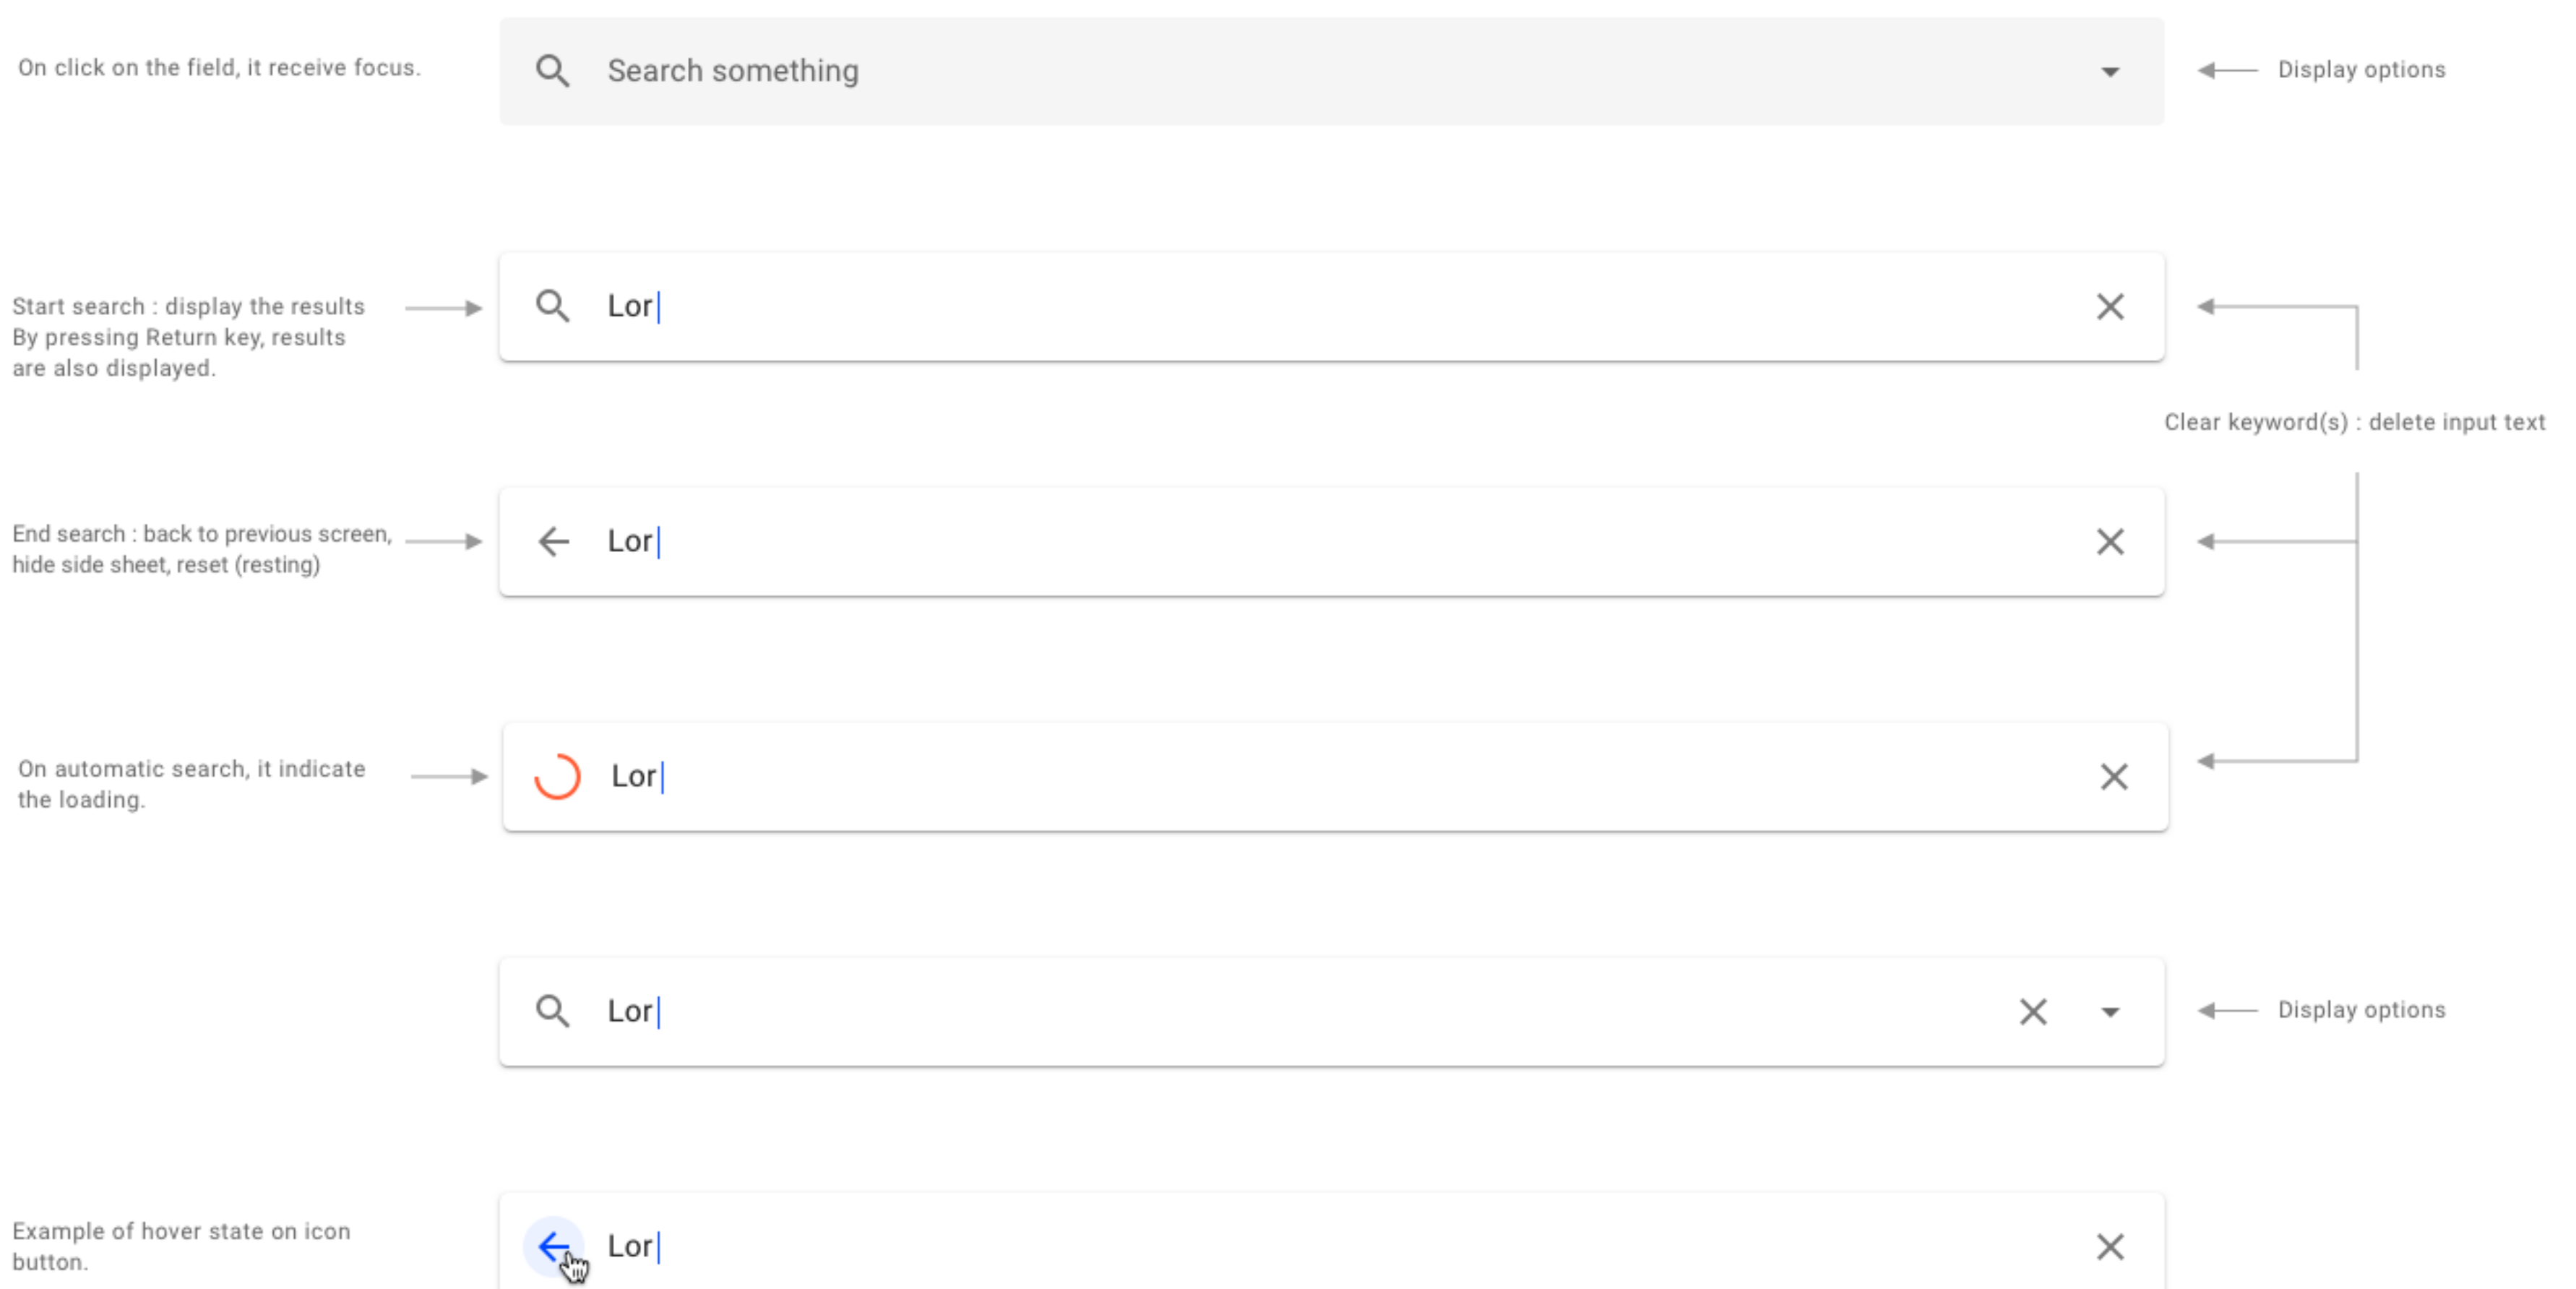 On click on the field, it receive focus.
Search something
Display options
Start search : display the results
By pressing Return key, results
are also displayed.
Lor
Clear keyword(s) : delete input text
End search : back to previous screen,
hide side sheet, reset (resting)
Lor
On automatic search, it indicate
the loading.
Lor
Lor
Display options
Example of hover state on icon
button.
Lor